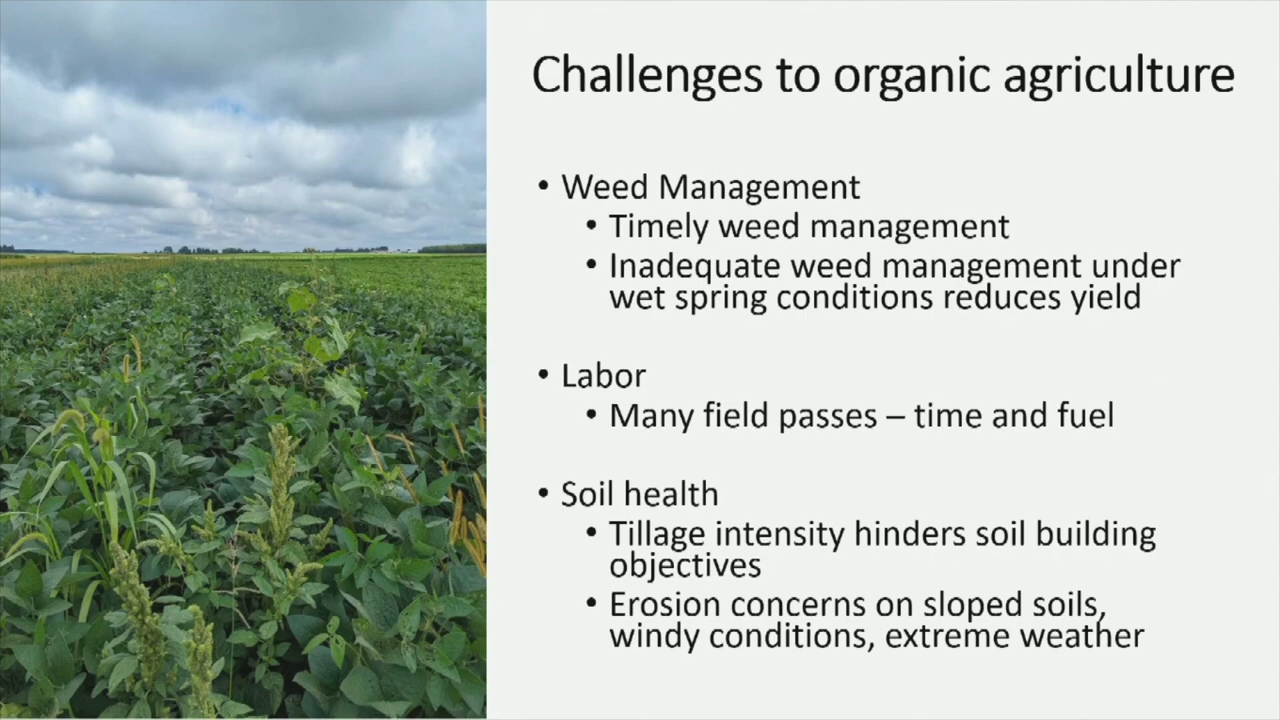 Challenges to organic agriculture
• Weed Management
• Timely weed management
• Inadequate weed management under
wet spring conditions reduces yield
• Labor
• Many field passes – time and fuel
• Soil health
• Tillage intensity hinders soil building
objectives
• Erosion concerns on sloped soils,
windy conditions, extreme weather